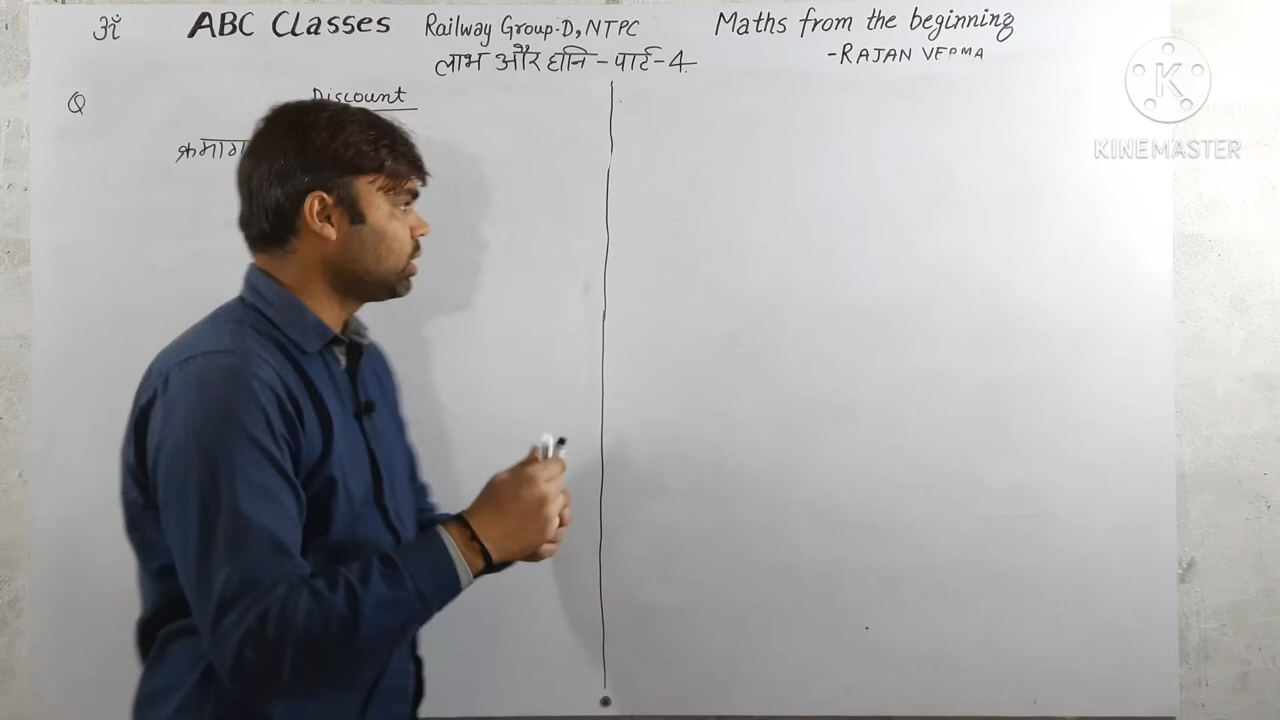 ॐ ABC Classes Railway Group-D, NTPC Maths from the beginning
लाभ और हानि - पार्ट-4 -RAJAN VERMA
Q Discount
K
KINEMASTER